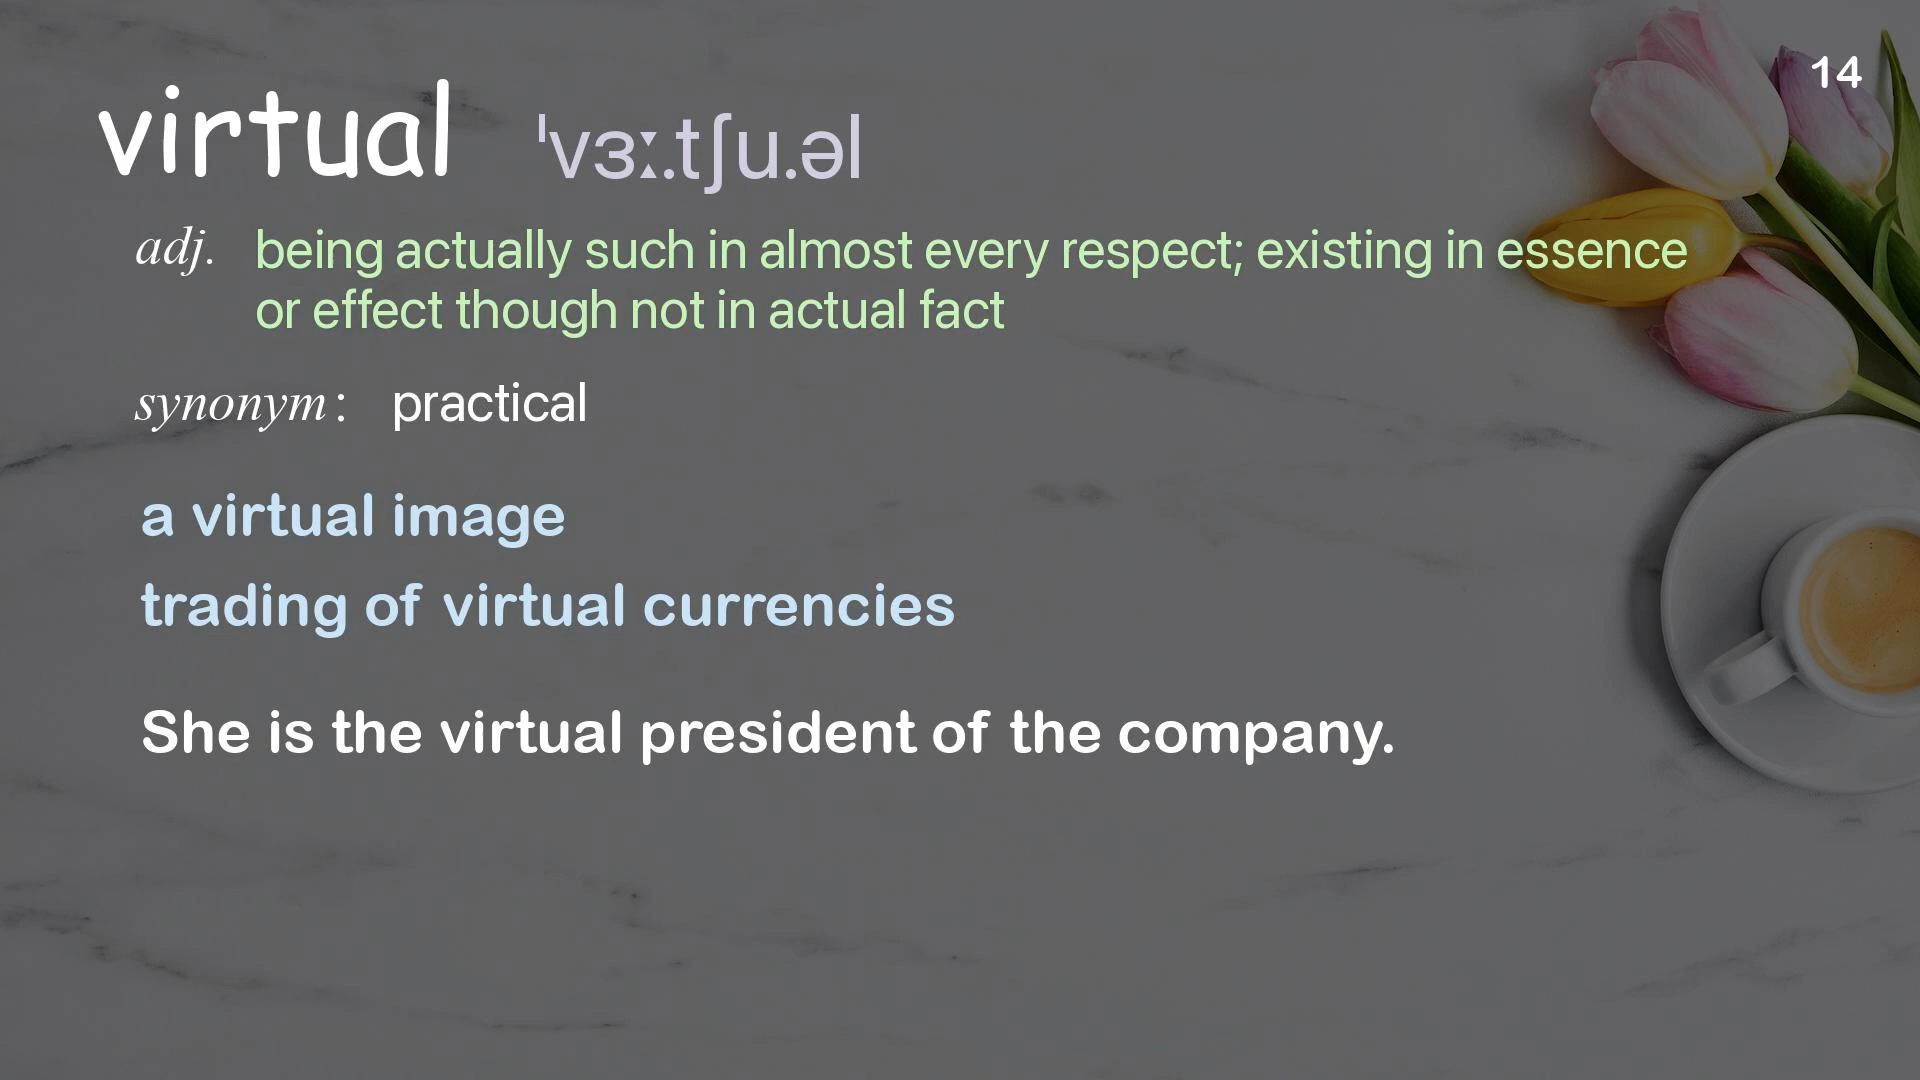 14
virtual ˈvɜː.tʃu.əl
adj. being actually such in almost every respect; existing in essence
or effect though not in actual fact
synonym: practical
a virtual image
trading of virtual currencies
She is the virtual president of the company.